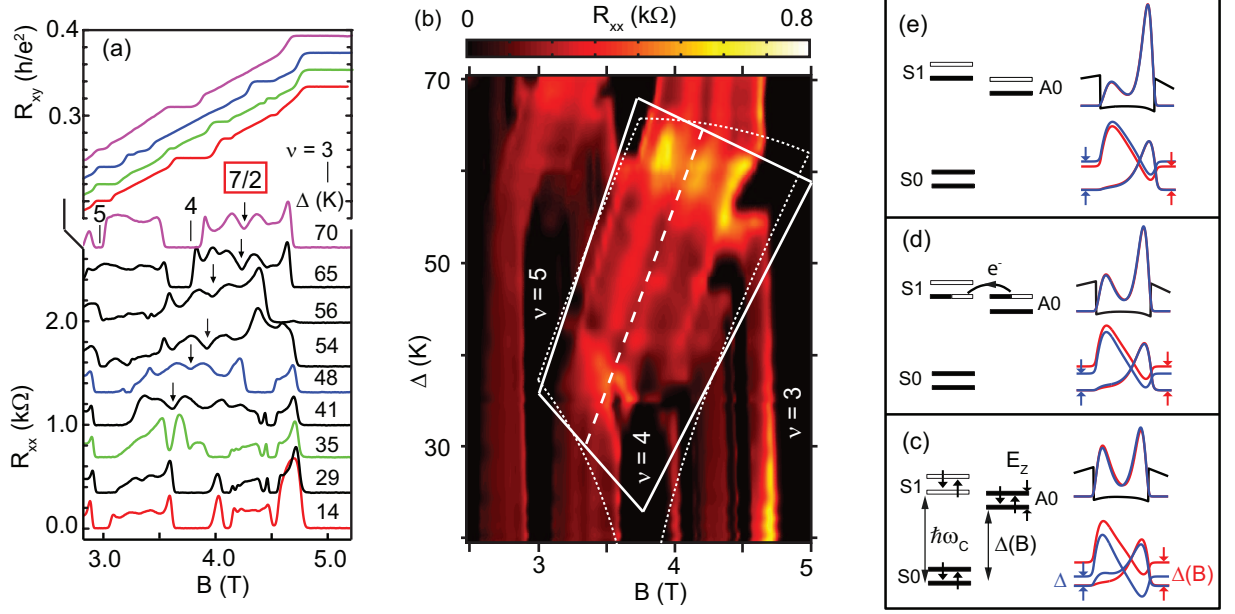 (a)
R_xy (h/e²)
0.4
0.3
ν = 3
7/2
Δ (K)
5
4
70
65
56
54
48
41
35
29
14
R_xx (kΩ)
2.0
1.0
0.0
3.0
4.0
5.0
B (T)
(b)
0
R_xx (kΩ)
0.8
70
50
30
Δ (K)
ν = 5
ν = 4
ν = 3
3
4
5
B (T)
(e)
S1
A0
S0
(d)
S1
e⁻
A0
S0
(c)
E_Z
S1
A0
ħω_C
Δ(B)
S0
Δ
Δ(B)